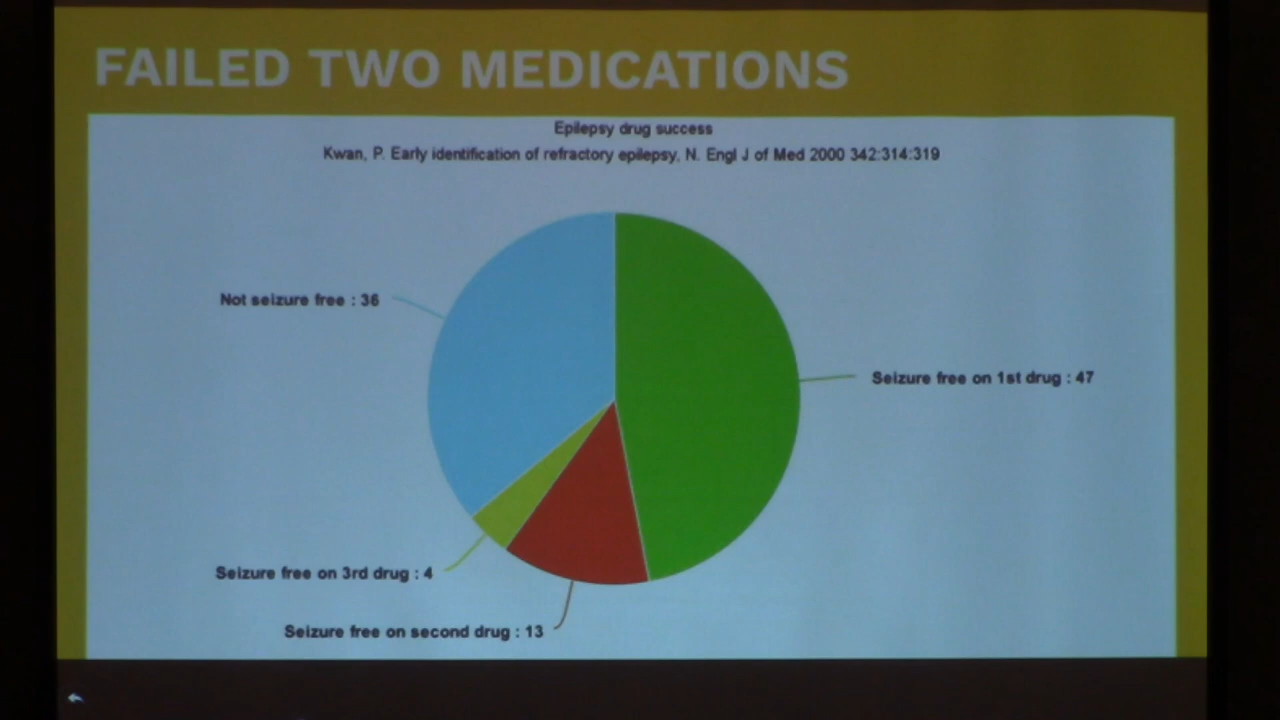 FAILED TWO MEDICATIONS
Epilepsy drug success
Kwan, P. Early identification of refractory epilepsy, N. Engl J of Med 2000 342:314:319
Not seizure free : 36
Seizure free on 1st drug : 47
Seizure free on 3rd drug : 4
Seizure free on second drug : 13